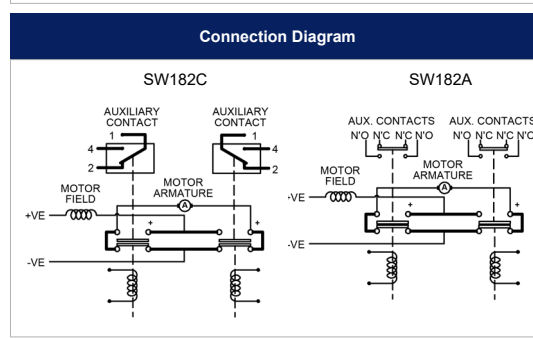 Connection Diagram
SW182C
SW182A
AUXILIARY
CONTACT
AUXILIARY
CONTACT
1
4
2
1
4
2
MOTOR
FIELD
MOTOR
ARMATURE
A
+VE
+
+
-VE
AUX. CONTACTS
AUX. CONTACTS
N'O N'C N'C N'O
N'O N'C N'C N'O
MOTOR
FIELD
MOTOR
ARMATURE
A
-VE
+
+
-VE